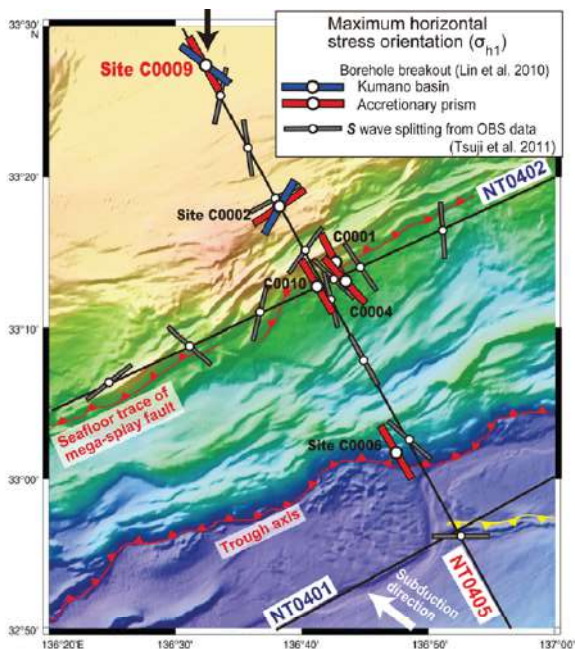 33°30'
N
Maximum horizontal
stress orientation (σh1)
Borehole breakout (Lin et al. 2010)
Kumano basin
Accretionary prism
S wave splitting from OBS data
(Tsuji et al. 2011)
Site C0009
33°20'
NT0402
Site C0002
C0001
C0010
C0004
33°10'
Seafloor trace of
mega-splay fault
Site C0006
33°00'
Trough axis
NT0401
Subduction
direction
NT0405
32°50'
136°20'E
136°30'
136°40'
136°50'
137°00'